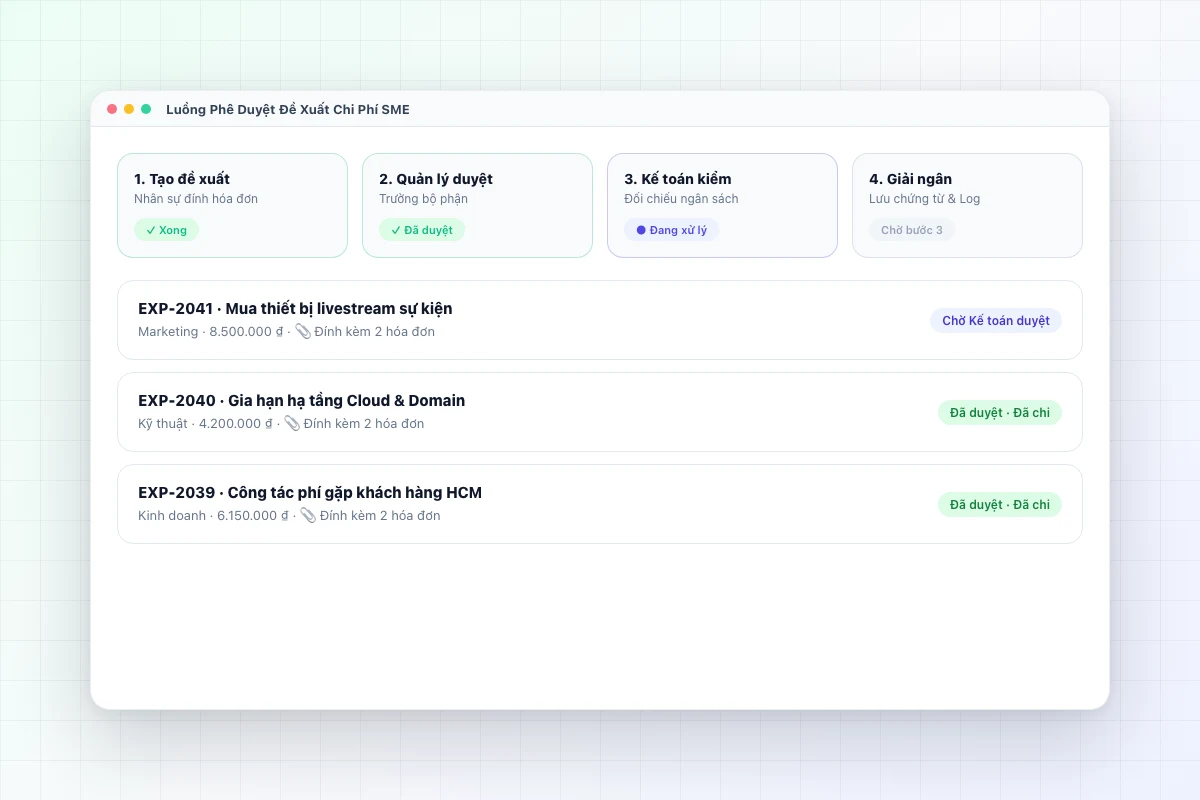 Luồng Phê Duyệt Đề Xuất Chi Phí SME
1. Tạo đề xuất
Nhân sự đính hóa đơn
✓ Xong
2. Quản lý duyệt
Trưởng bộ phận
✓ Đã duyệt
3. Kế toán kiểm
Đối chiếu ngân sách
● Đang xử lý
4. Giải ngân
Lưu chứng từ & Log
Chờ bước 3
EXP-2041 · Mua thiết bị livestream sự kiện
Marketing · 8.500.000 ₫ · 📎 Đính kèm 2 hóa đơn
Chờ Kế toán duyệt
EXP-2040 · Gia hạn hạ tầng Cloud & Domain
Kỹ thuật · 4.200.000 ₫ · 📎 Đính kèm 2 hóa đơn
Đã duyệt · Đã chi
EXP-2039 · Công tác phí gặp khách hàng HCM
Kinh doanh · 6.150.000 ₫ · 📎 Đính kèm 2 hóa đơn
Đã duyệt · Đã chi